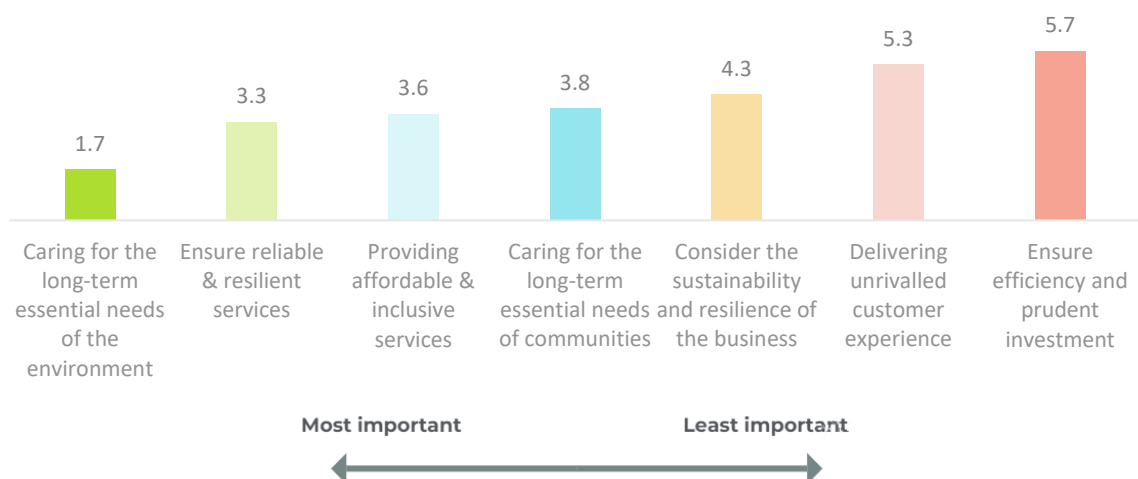 1.7
3.3
3.6
3.8
4.3
5.3
5.7
Caring for the
long-term
essential needs
of the
environment
Ensure reliable
& resilient
services
Providing
affordable &
inclusive
services
Caring for the
long-term
essential needs
of communities
Consider the
sustainability
and resilience of
the business
Delivering
unrivalled
customer
experience
Ensure
efficiency and
prudent
investment
Most important
Least important